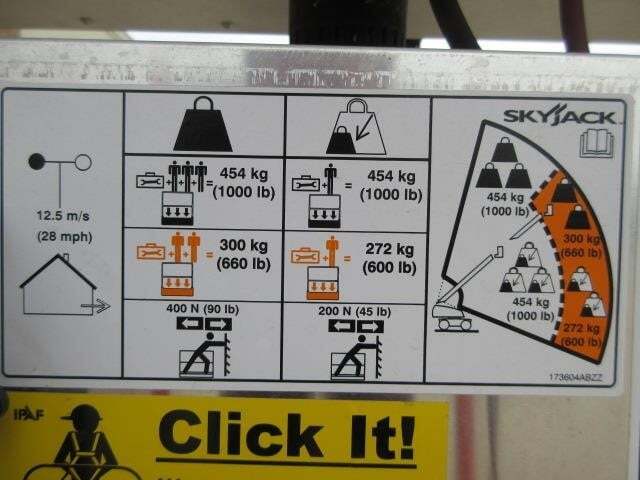 SKYJACK
12.5 m/s
(28 mph)
= 454 kg
(1000 lb)
= 454 kg
(1000 lb)
= 300 kg
(660 lb)
= 272 kg
(600 lb)
400 N (90 lb)
200 N (45 lb)
454 kg
(1000 lb)
300 kg
(660 lb)
454 kg
(1000 lb)
272 kg
(600 lb)
173604ABZZ
IPAF
Click It!